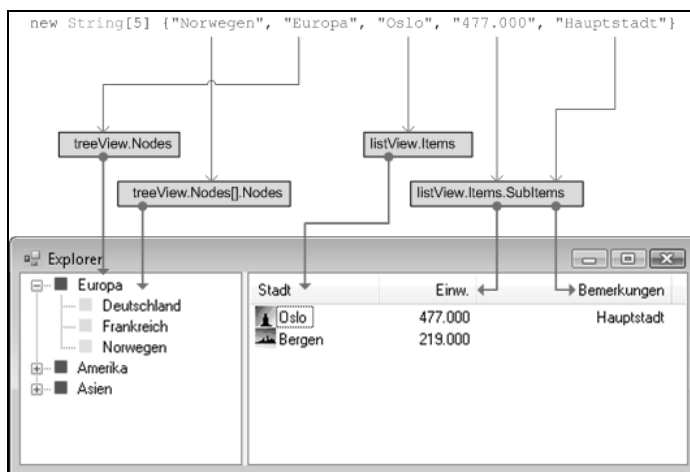 new String[5] {"Norwegen", "Europa", "Oslo", "477.000", "Hauptstadt"}
treeView.Nodes
listView.Items
treeView.Nodes[].Nodes
listView.Items.SubItems
Explorer
Europa
Deutschland
Frankreich
Norwegen
Amerika
Asien
Stadt Einw. Bemerkungen
Oslo 477.000 Hauptstadt
Bergen 219.000